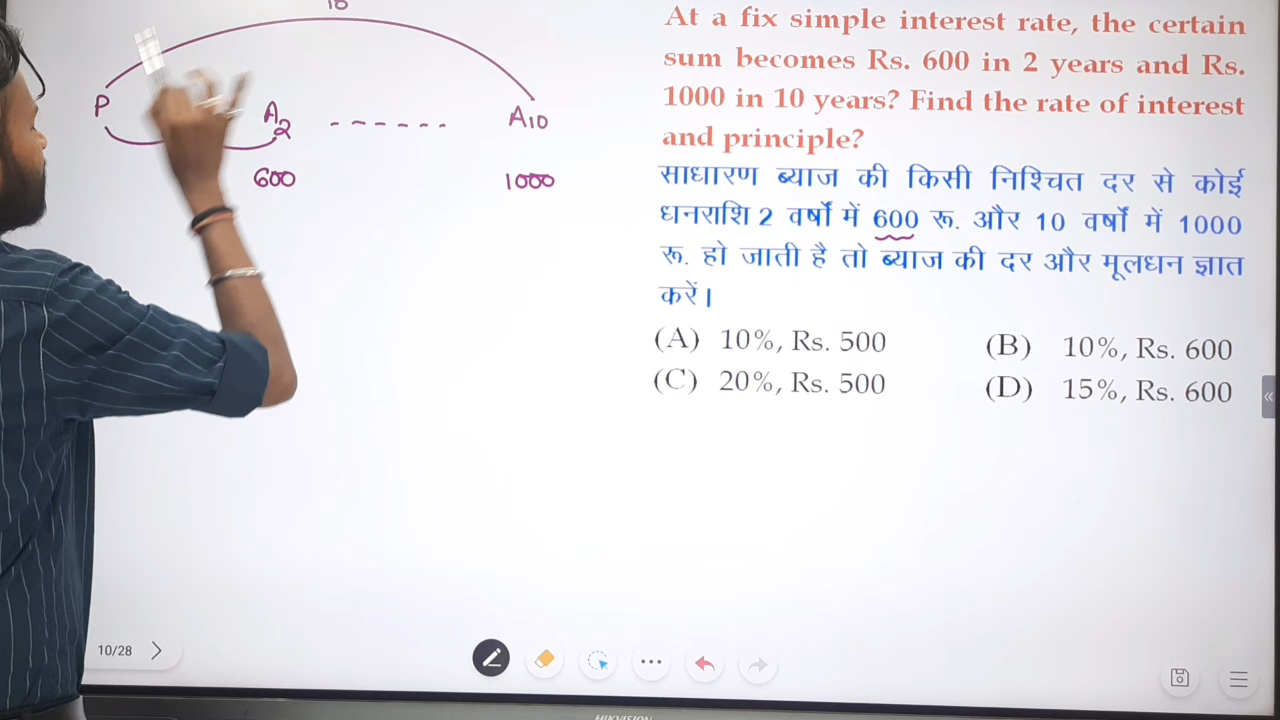 10
P A2 ------ A10
600 1000
At a fix simple interest rate, the certain
sum becomes Rs. 600 in 2 years and Rs.
1000 in 10 years? Find the rate of interest
and principle?
साधारण ब्याज की किसी निश्चित दर से कोई
धनराशि 2 वर्षों में 600 रू. और 10 वर्षों में 1000
रू. हो जाती है तो ब्याज की दर और मूलधन ज्ञात
करें।
(A) 10%, Rs. 500 (B) 10%, Rs. 600
(C) 20%, Rs. 500 (D) 15%, Rs. 600
10/28
HIKVISION